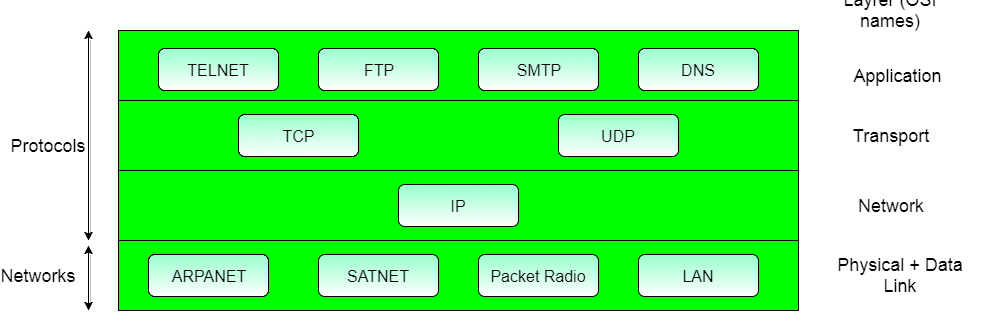 Layrer (OSI
names)
TELNET FTP SMTP DNS Application
TCP UDP Transport
Protocols
IP Network
Networks ARPANET SATNET Packet Radio LAN Physical + Data
Link